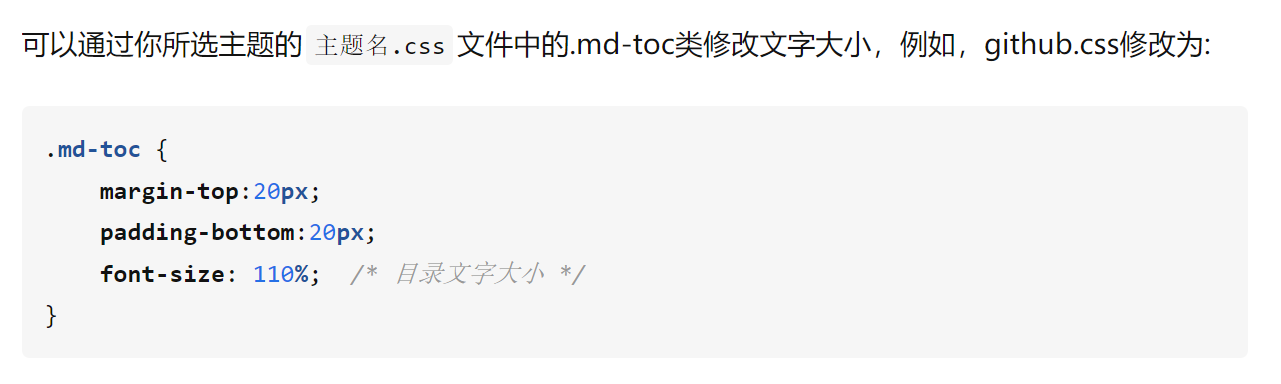 可以通过你所选主题的 主题名.css 文件中的.md-toc类修改文字大小，例如，github.css修改为:
.md-toc {
    margin-top:20px;
    padding-bottom:20px;
    font-size: 110%;  /* 目录文字大小 */
}